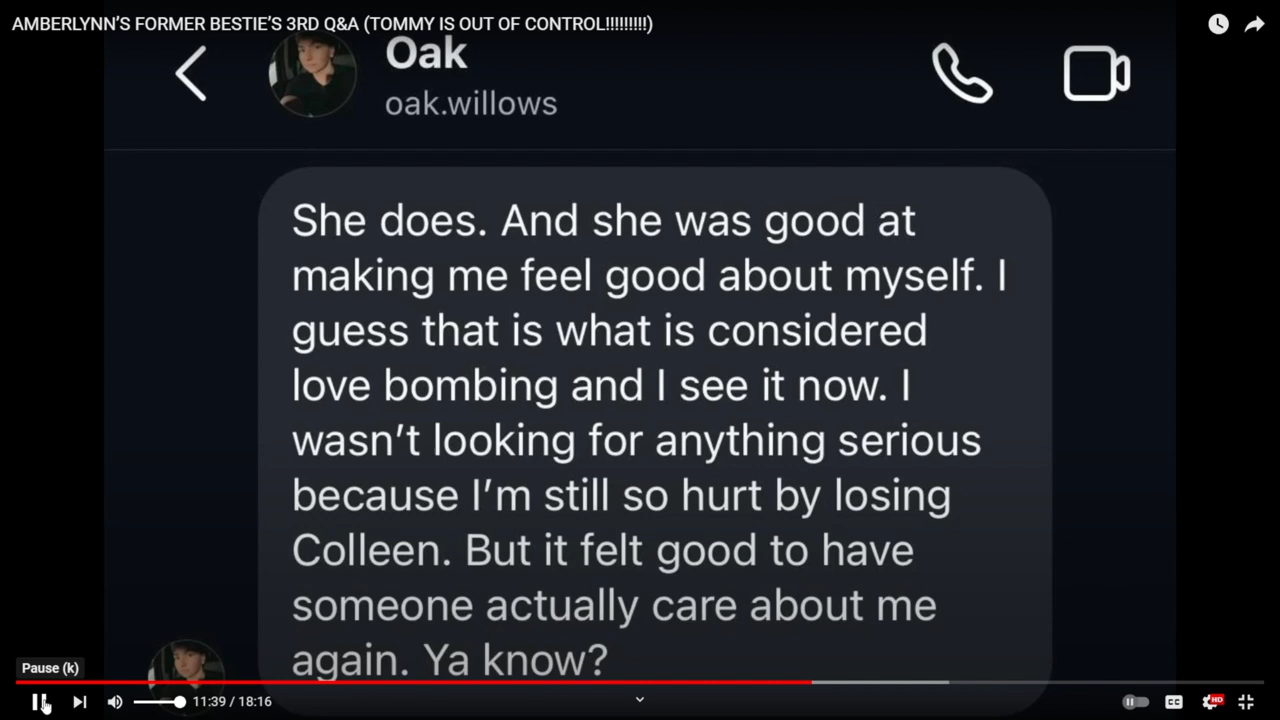 AMBERLYNN’S FORMER BESTIE’S 3RD Q&A (TOMMY IS OUT OF CONTROL!!!!!!!!!)
Oak
oak.willows
She does. And she was good at
making me feel good about myself. I
guess that is what is considered
love bombing and I see it now. I
wasn’t looking for anything serious
because I’m still so hurt by losing
Colleen. But it felt good to have
someone actually care about me
again. Ya know?
Pause (k)
11:39 / 18:16
CC
HD